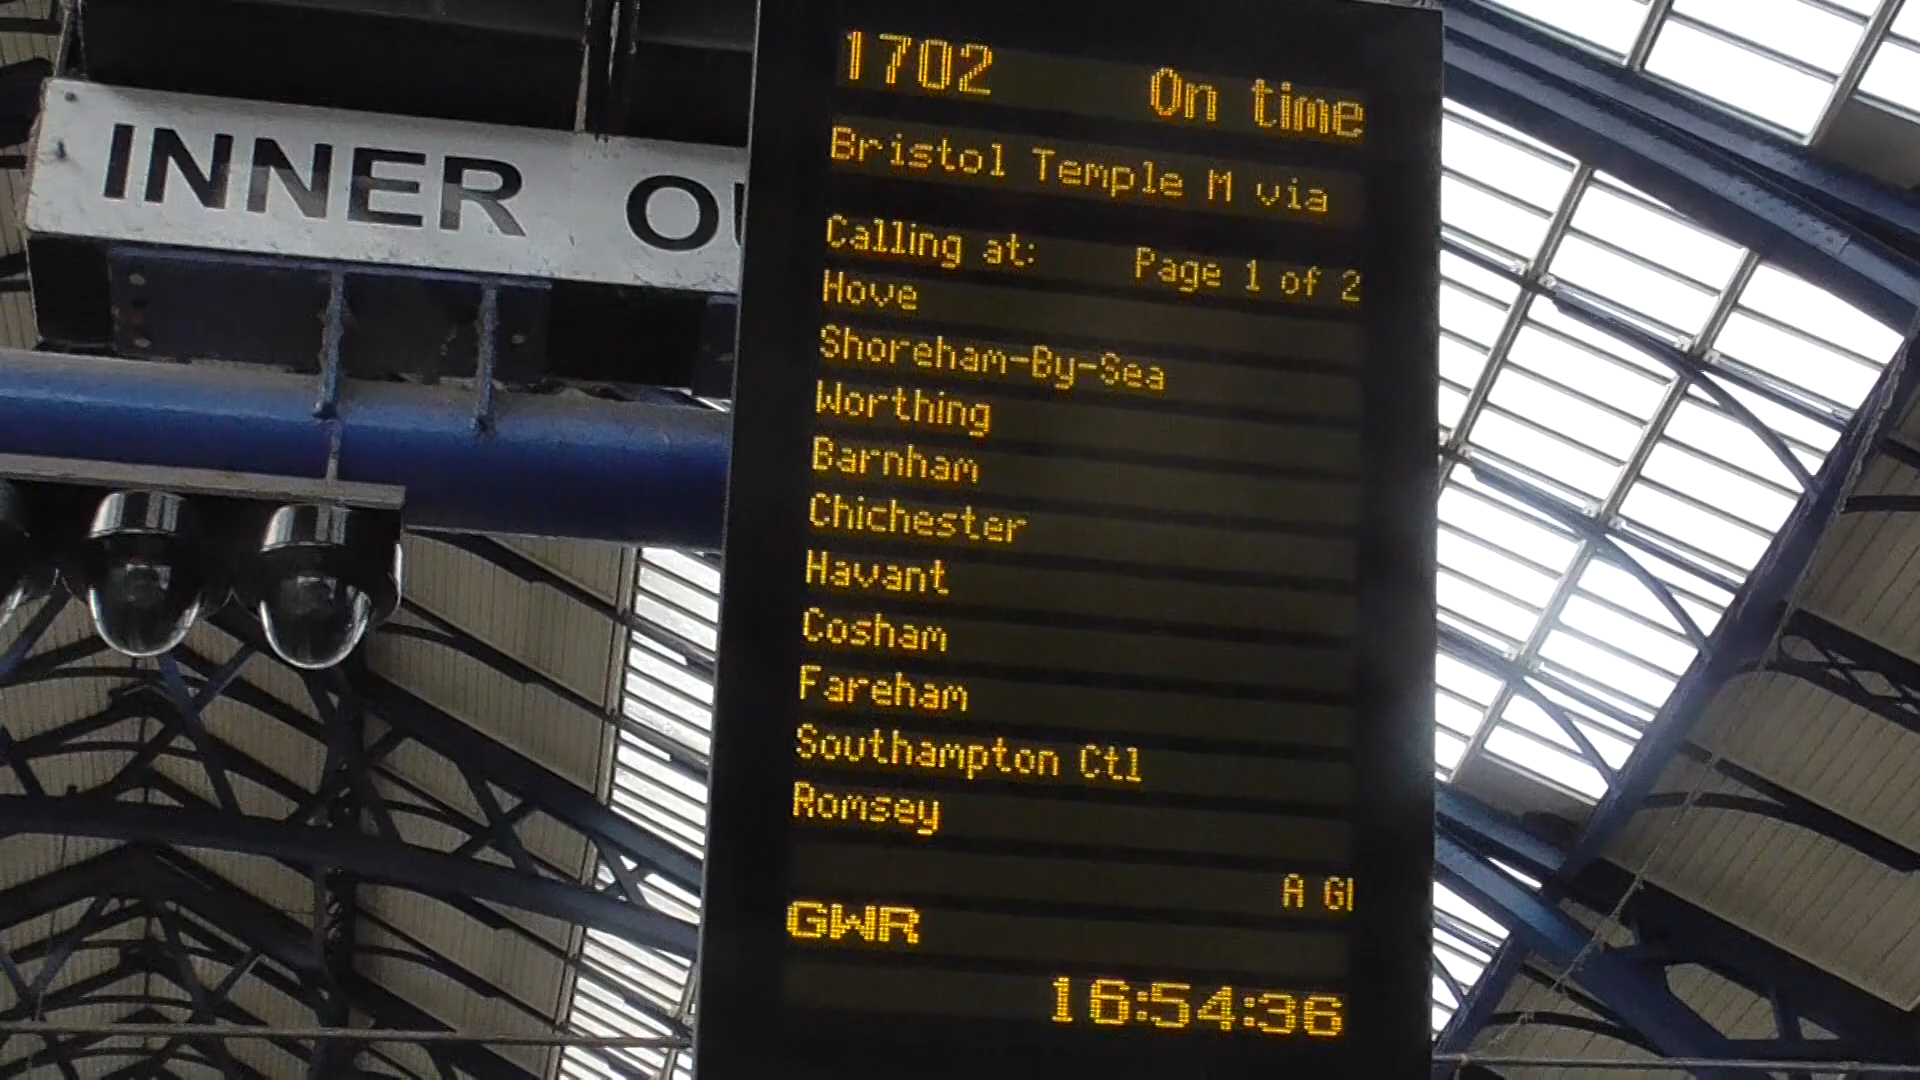 INNER
1702 On time
Bristol Temple M via
Calling at: Page 1 of 2
Hove
Shoreham-By-Sea
Worthing
Barnham
Chichester
Havant
Cosham
Fareham
Southampton Ctl
Romsey
A
GWR
16:54:36